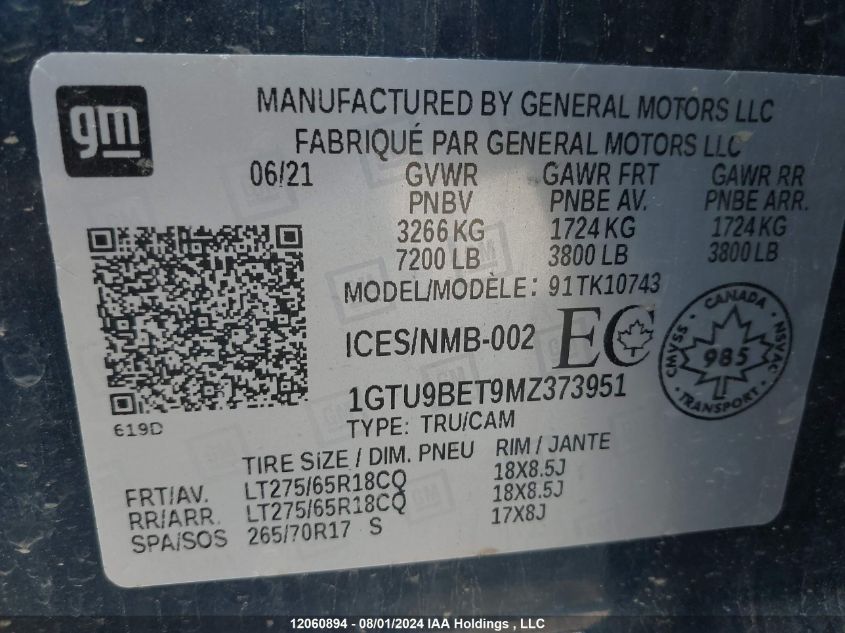 gm
MANUFACTURED BY GENERAL MOTORS LLC
FABRIQUÉ PAR GENERAL MOTORS LLC
06/21 GVWR GAWR FRT GAWR RR
PNBV PNBE AV. PNBE ARR.
3266 KG 1724 KG 1724 KG
7200 LB 3800 LB 3800 LB
MODEL/MODÈLE: 91TK10743
ICES/NMB-002 EC
CMVSS CANADA NSVAC
985
TRANSPORT
1GTU9BET9MZ373951
619D
TYPE: TRU/CAM
TIRE SIZE / DIM. PNEU RIM / JANTE
FRT/AV. LT275/65R18CQ 18X8.5J
RR/ARR. LT275/65R18CQ 18X8.5J
SPA/SOS 265/70R17 S 17X8J
12060894 - 08/01/2024 IAA Holdings , LLC